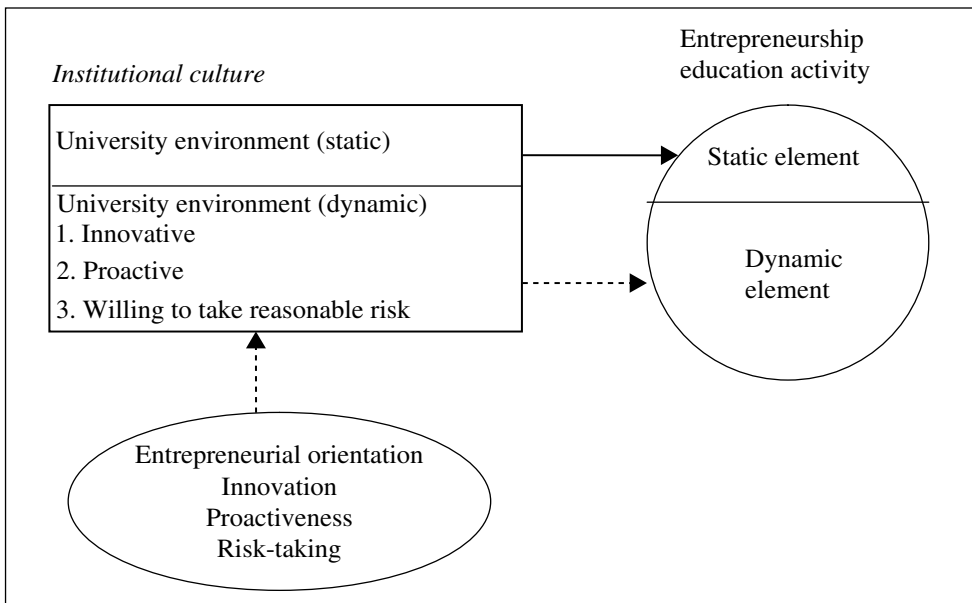 Institutional culture
University environment (static)
University environment (dynamic)
1. Innovative
2. Proactive
3. Willing to take reasonable risk
Entrepreneurship
education activity
Static element
Dynamic
element
Entrepreneurial orientation
Innovation
Proactiveness
Risk-taking